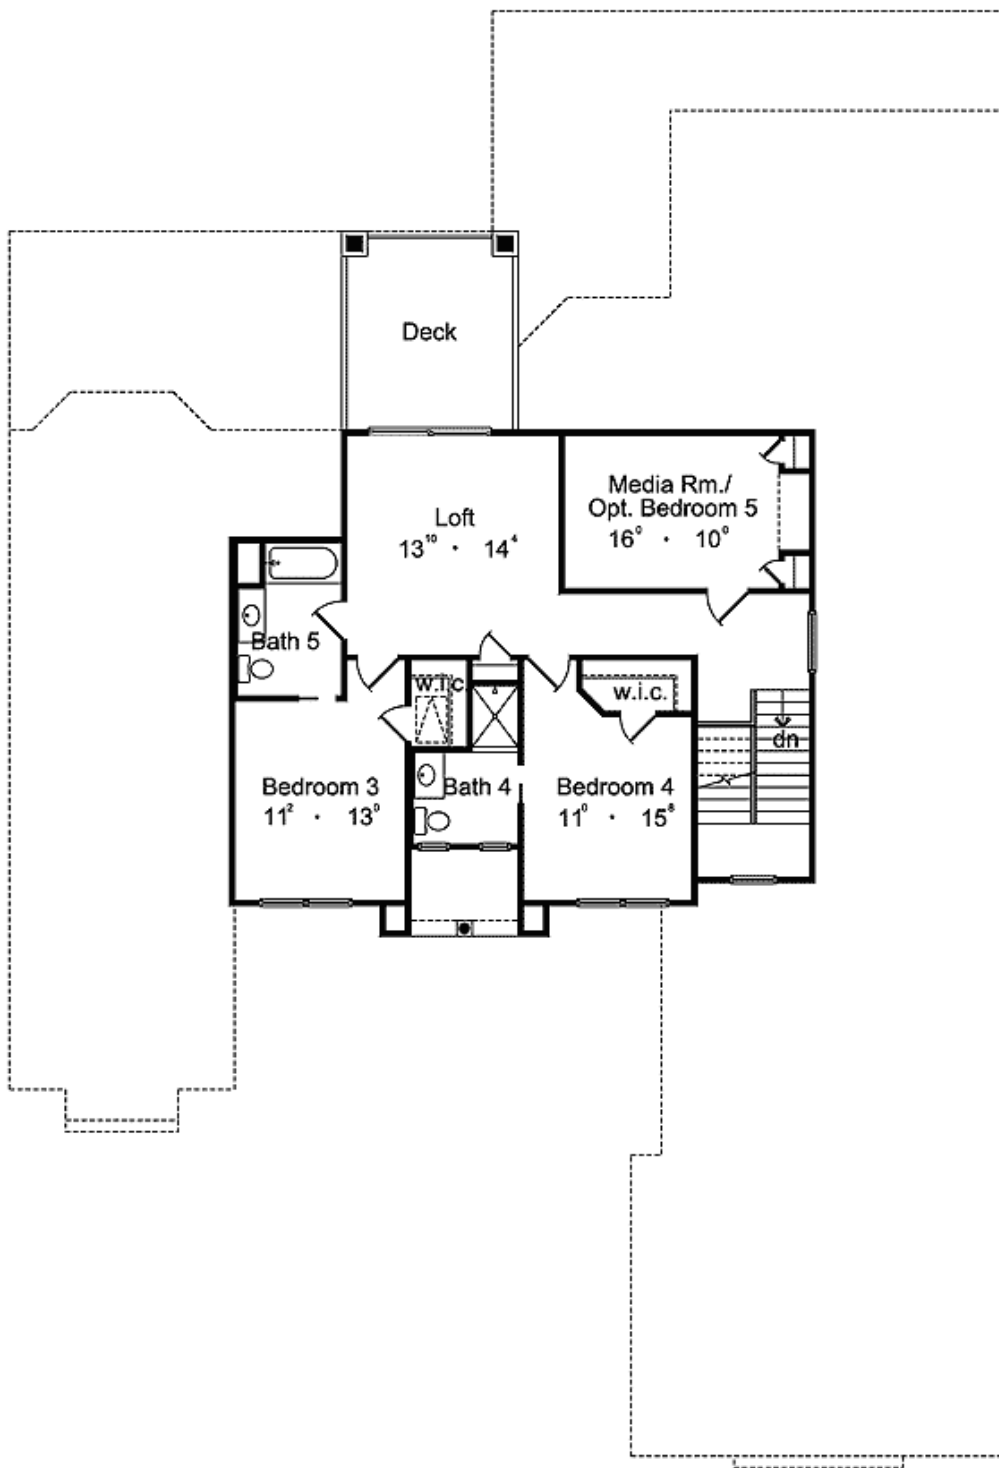 Deck
Media Rm./
Opt. Bedroom 5
16⁰ · 10⁰
Loft
13¹⁰ · 14⁴
Bath 5
w.i.c.
w.i.c.
dn
Bedroom 3
11² · 13⁰
Bath 4
Bedroom 4
11⁰ · 15⁸